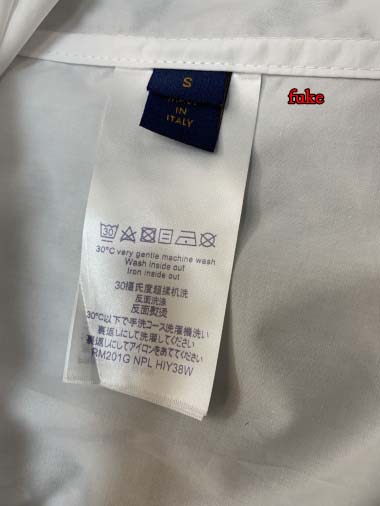 S
MADE
IN
ITALY
fuke
30
30°C very gentle machine wash
Wash inside out
Iron inside out
30摄氏度超揉机洗
反面洗涤
反面熨烫
30℃以下で手洗コース洗濯機洗い
裏返しにして洗濯してください
裏返しにしてアイロンをあててください
RM201G NPL HIY38W